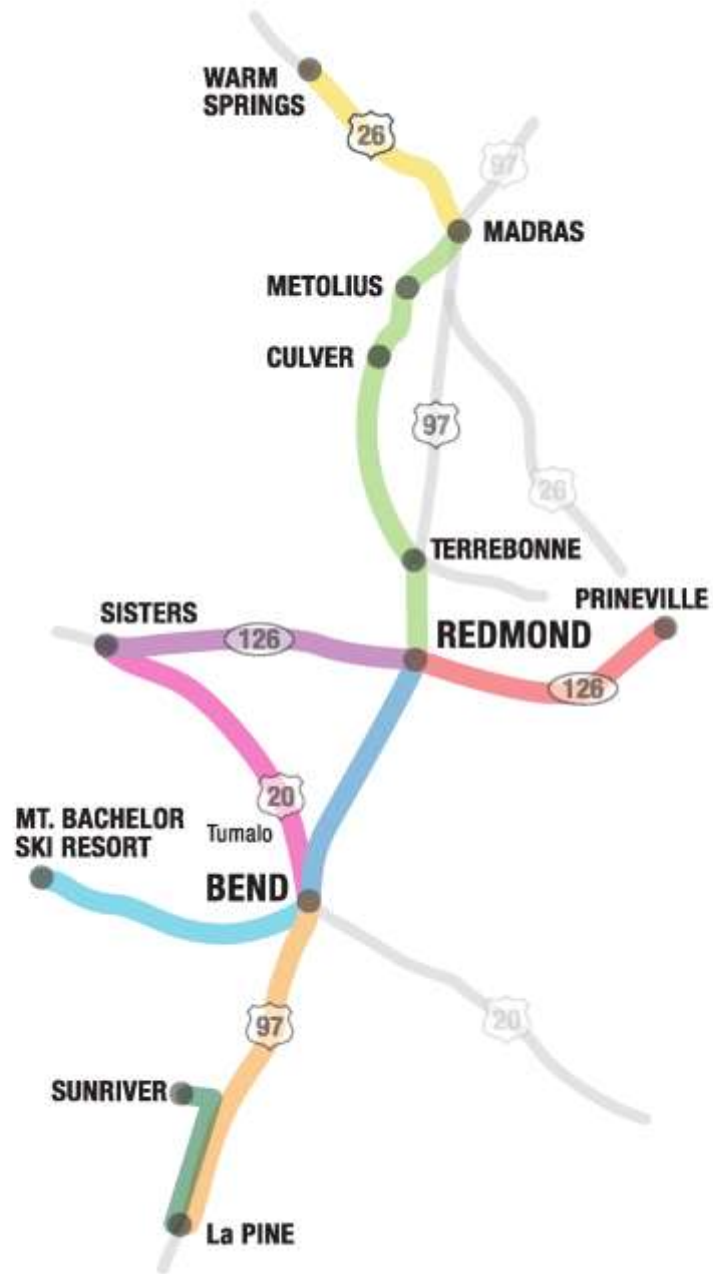 WARM
SPRINGS
26
97
MADRAS
METOLIUS
CULVER
97
26
TERREBONNE
PRINEVILLE
SISTERS
126
REDMOND
126
20
MT. BACHELOR
SKI RESORT
Tumalo
BEND
20
97
SUNRIVER
La PINE